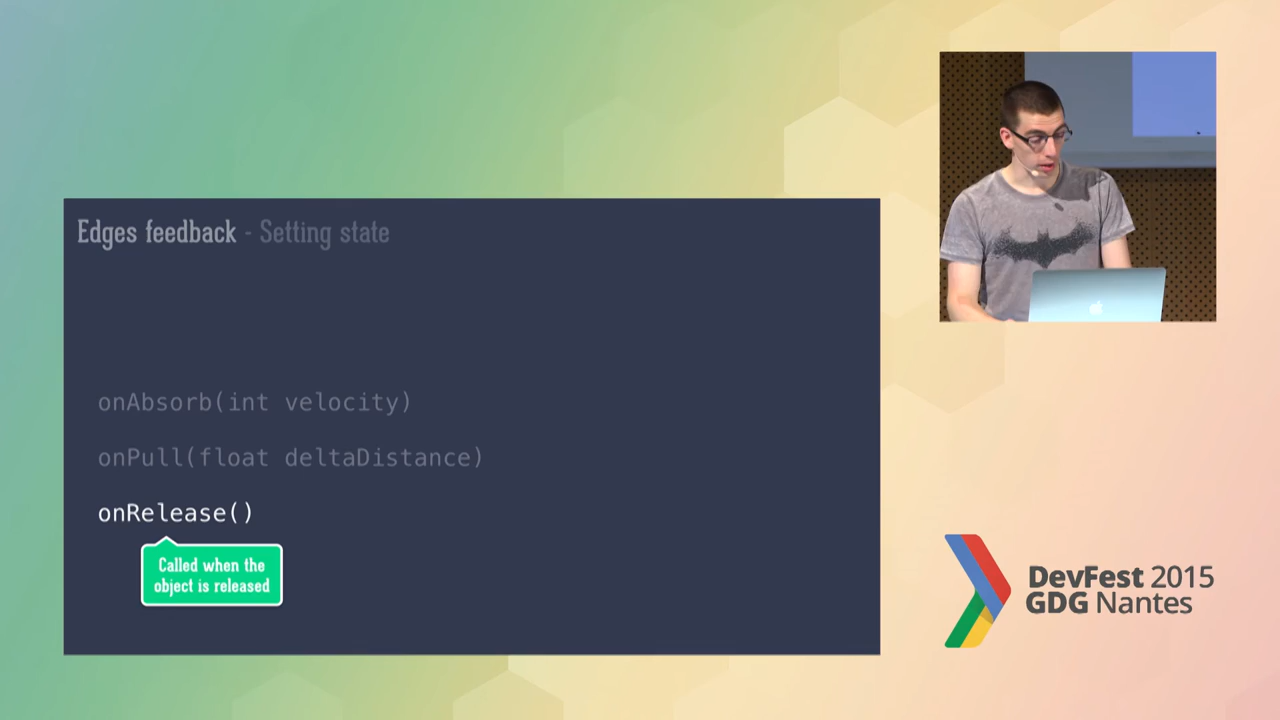 Edges feedback - Setting state
onAbsorb(int velocity)
onPull(float deltaDistance)
onRelease()
Called when the
object is released
DevFest 2015
GDG Nantes